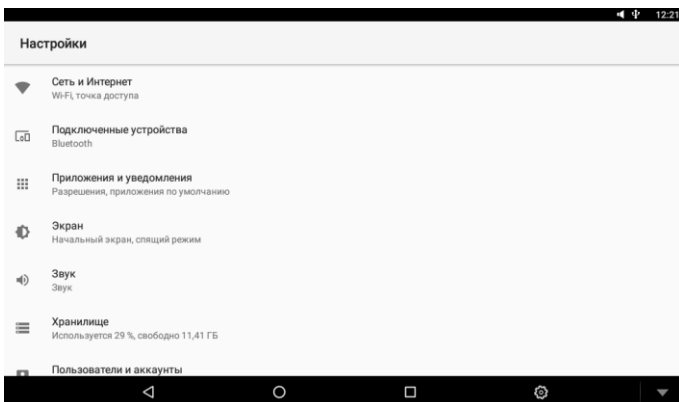 12:21
Настройки
Сеть и Интернет
Wi-Fi, точка доступа
Подключенные устройства
Bluetooth
Приложения и уведомления
Разрешения, приложения по умолчанию
Экран
Начальный экран, спящий режим
Звук
Звук
Хранилище
Используется 29 %, свободно 11,41 ГБ
Пользователи и аккаунты